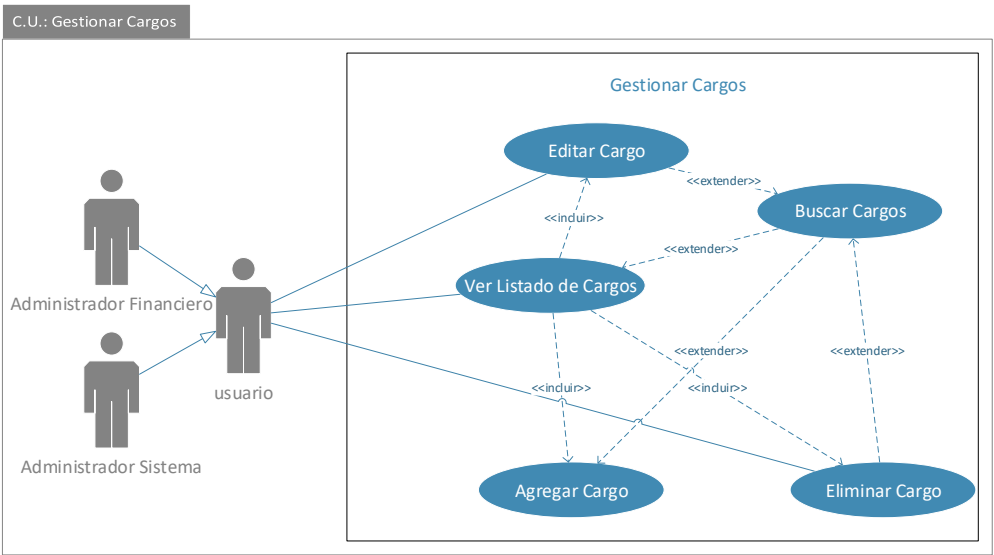 C.U.: Gestionar Cargos
Gestionar Cargos
Editar Cargo
<<extender>>
Buscar Cargos
<<incluir>>
<<extender>>
Ver Listado de Cargos
Administrador Financiero
<<extender>>
<<extender>>
usuario
<<incluir>>
<<incluir>>
Administrador Sistema
Agregar Cargo
Eliminar Cargo